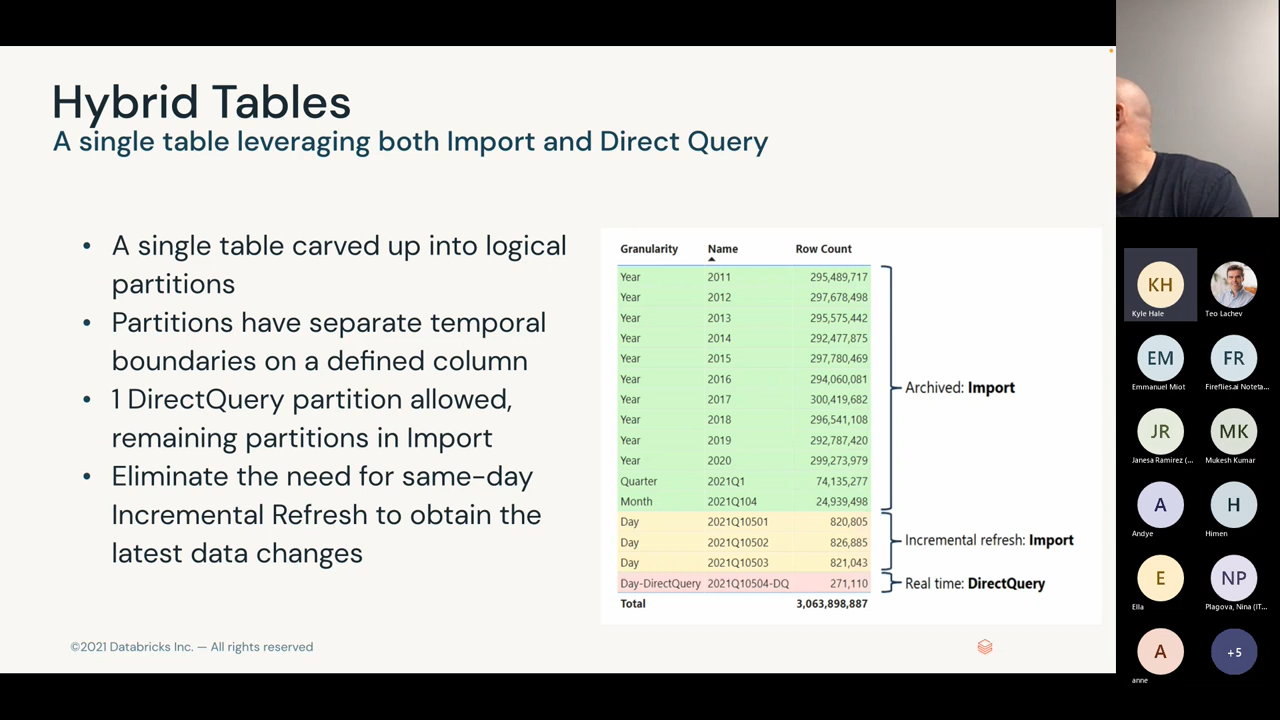 Hybrid Tables
A single table leveraging both Import and Direct Query
• A single table carved up into logical
partitions
• Partitions have separate temporal
boundaries on a defined column
• 1 DirectQuery partition allowed,
remaining partitions in Import
• Eliminate the need for same-day
Incremental Refresh to obtain the
latest data changes
Granularity Name Row Count
Year 2011 295,489,717
Year 2012 297,678,498
Year 2013 295,575,442
Year 2014 292,477,875
Year 2015 297,780,469
Year 2016 294,060,081
Year 2017 300,419,682
Year 2018 296,541,108
Year 2019 292,787,420
Year 2020 299,273,979
Quarter 2021Q1 74,135,277
Month 2021Q104 24,939,498
Day 2021Q10501 820,805
Day 2021Q10502 826,885
Day 2021Q10503 821,043
Day-DirectQuery 2021Q10504-DQ 271,110
Total 3,063,898,887
Archived: Import
Incremental refresh: Import
Real time: DirectQuery
©2021 Databricks Inc. — All rights reserved
KH
Kyle Hale
Teo Lachev
EM
Emmanuel Miot
FR
Fireflies.ai Noteta...
JR
Janesa Ramirez (...
MK
Mukesh Kumar
A
Andye
H
Himen
E
Ella
NP
Plagova, Nina (IT...
A
anne
+5